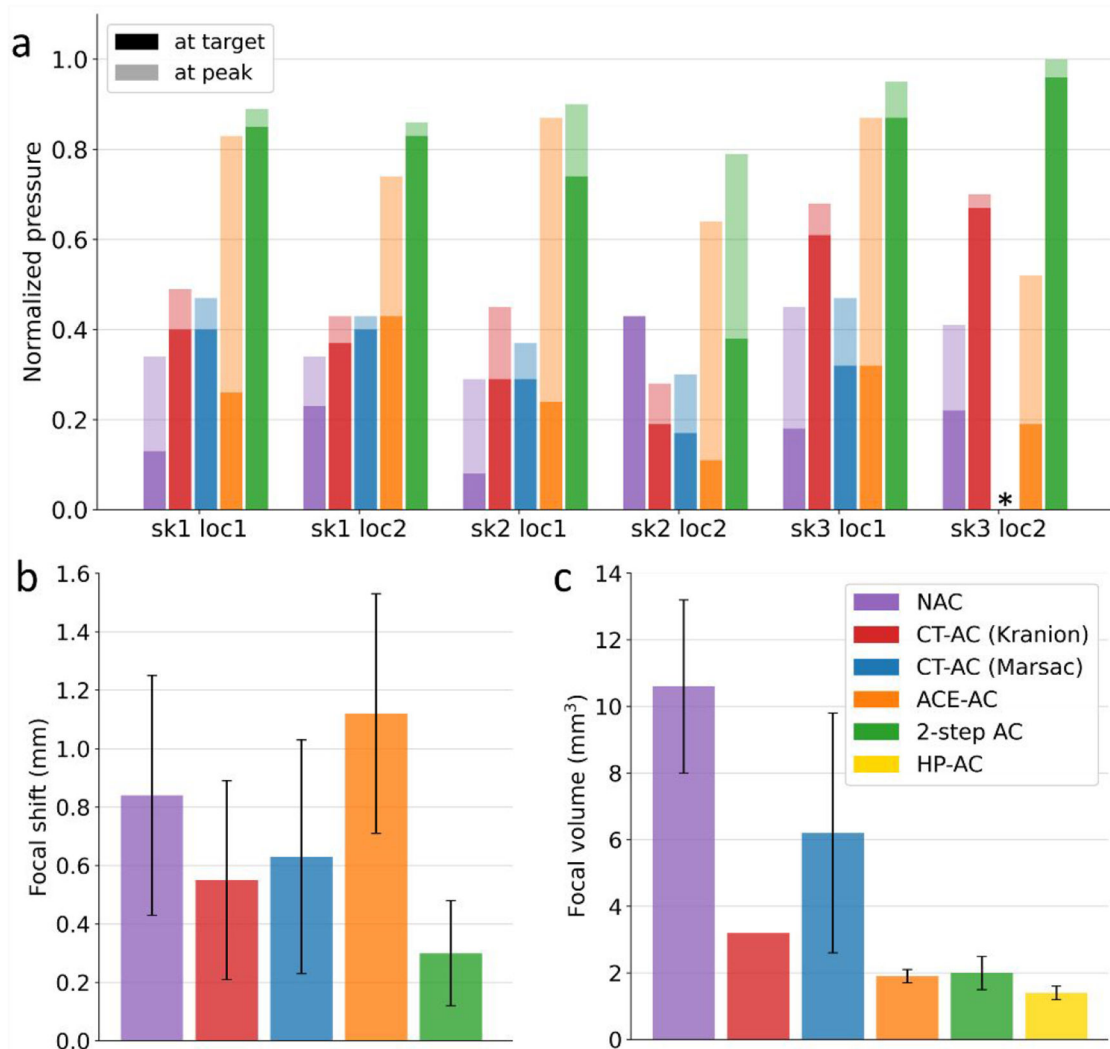 a
at target
at peak
Normalized pressure
1.0
0.8
0.6
0.4
0.2
0.0
*
sk1 loc1 sk1 loc2 sk2 loc1 sk2 loc2 sk3 loc1 sk3 loc2
b
Focal shift (mm)
1.6
1.4
1.2
1.0
0.8
0.6
0.4
0.2
0.0
c
Focal volume (mm³)
14
12
10
8
6
4
2
0
NAC
CT-AC (Kranion)
CT-AC (Marsac)
ACE-AC
2-step AC
HP-AC